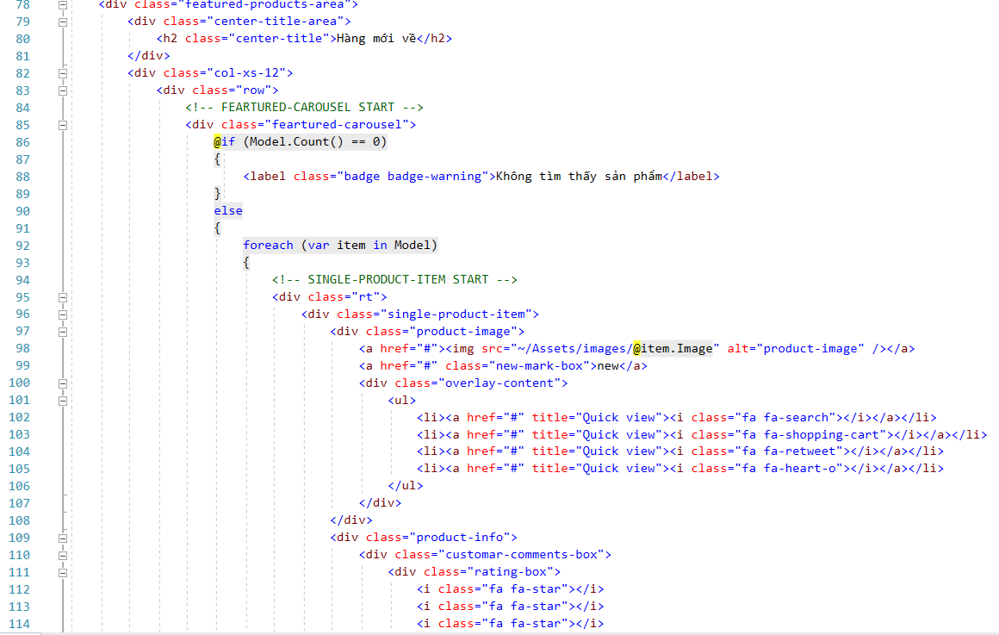 78 <div class="featured-products-area">
79 <div class="center-title-area">
80 <h2 class="center-title">Hàng mới về</h2>
81 </div>
82 <div class="col-xs-12">
83 <div class="row">
84 <!-- FEARTURED-CAROUSEL START -->
85 <div class="feartured-carousel">
86 @if (Model.Count() == 0)
87 {
88 <label class="badge badge-warning">Không tìm thấy sản phẩm</label>
89 }
90 else
91 {
92 foreach (var item in Model)
93 {
94 <!-- SINGLE-PRODUCT-ITEM START -->
95 <div class="rt">
96 <div class="single-product-item">
97 <div class="product-image">
98 <a href="#"><img src="~/Assets/images/@item.Image" alt="product-image" /></a>
99 <a href="#" class="new-mark-box">new</a>
100 <div class="overlay-content">
101 <ul>
102 <li><a href="#" title="Quick view"><i class="fa fa-search"></i></a></li>
103 <li><a href="#" title="Quick view"><i class="fa fa-shopping-cart"></i></a></li>
104 <li><a href="#" title="Quick view"><i class="fa fa-retweet"></i></a></li>
105 <li><a href="#" title="Quick view"><i class="fa fa-heart-o"></i></a></li>
106 </ul>
107 </div>
108 </div>
109 <div class="product-info">
110 <div class="customar-comments-box">
111 <div class="rating-box">
112 <i class="fa fa-star"></i>
113 <i class="fa fa-star"></i>
114 <i class="fa fa-star"></i>